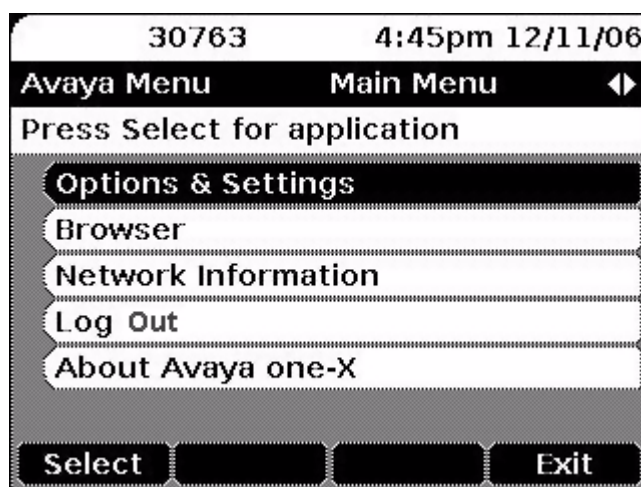 30763 4:45pm 12/11/06
Avaya Menu Main Menu
Press Select for application
Options & Settings
Browser
Network Information
Log Out
About Avaya one-X
Select Exit